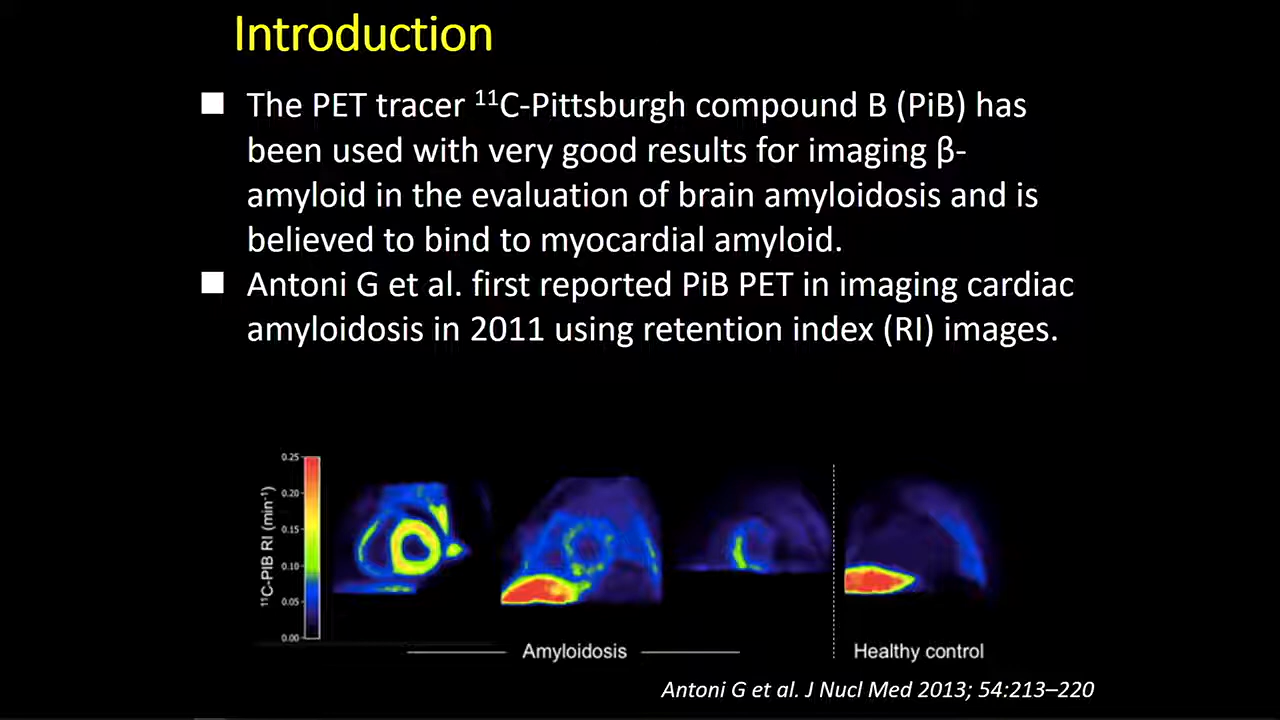 Introduction
■ The PET tracer ¹¹C-Pittsburgh compound B (PiB) has
been used with very good results for imaging β-
amyloid in the evaluation of brain amyloidosis and is
believed to bind to myocardial amyloid.
■ Antoni G et al. first reported PiB PET in imaging cardiac
amyloidosis in 2011 using retention index (RI) images.
¹¹C-PIB RI (min⁻¹)
0.25
0.20
0.15
0.10
0.05
0.00
Amyloidosis
Healthy control
Antoni G et al. J Nucl Med 2013; 54:213–220